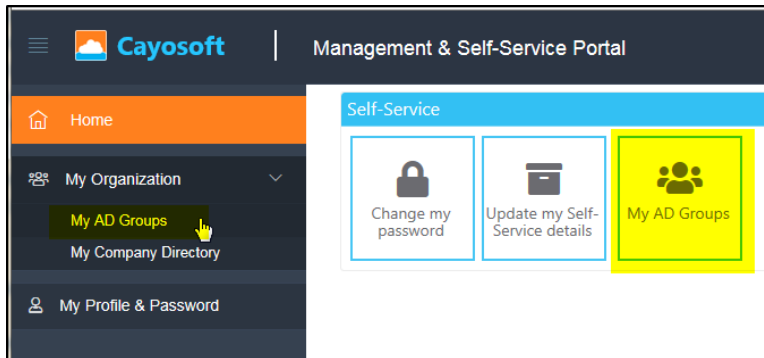 Cayosoft
Management & Self-Service Portal
Home
My Organization
My AD Groups
My Company Directory
My Profile & Password
Self-Service
Change my
password
Update my Self-
Service details
My AD Groups